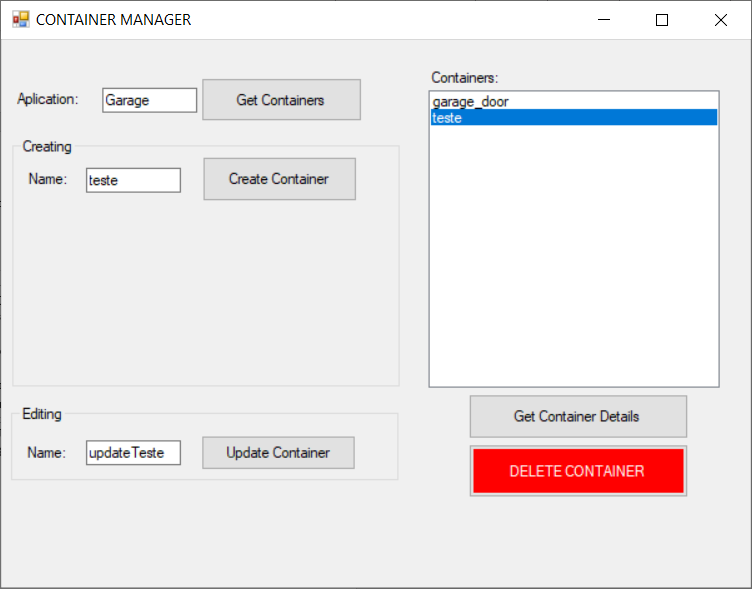 CONTAINER MANAGER
Aplication:
Garage
Get Containers
Creating
Name:
teste
Create Container
Editing
Name:
updateTeste
Update Container
Containers:
garage_door
teste
Get Container Details
DELETE CONTAINER